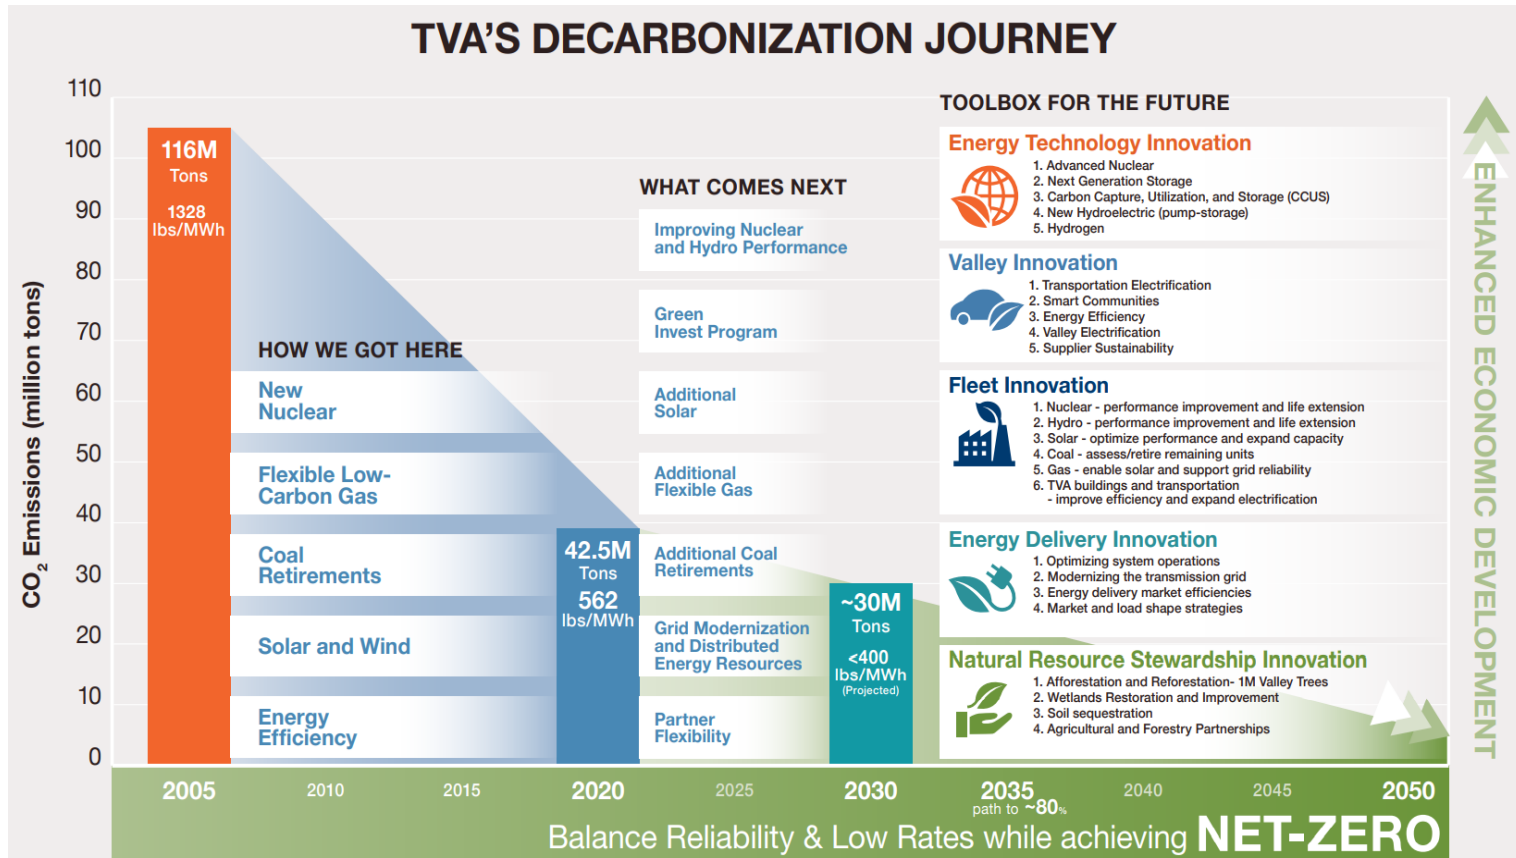 TVA'S DECARBONIZATION JOURNEY
CO2 Emissions (million tons)
110
100
90
80
70
60
50
40
30
20
10
0
116M
Tons
1328
lbs/MWh
HOW WE GOT HERE
New
Nuclear
Flexible Low-
Carbon Gas
Coal
Retirements
Solar and Wind
Energy
Efficiency
42.5M
Tons
562
lbs/MWh
WHAT COMES NEXT
Improving Nuclear
and Hydro Performance
Green
Invest Program
Additional
Solar
Additional
Flexible Gas
Additional Coal
Retirements
Grid Modernization
and Distributed
Energy Resources
Partner
Flexibility
~30M
Tons
<400
lbs/MWh
(Projected)
TOOLBOX FOR THE FUTURE
Energy Technology Innovation
1. Advanced Nuclear
2. Next Generation Storage
3. Carbon Capture, Utilization, and Storage (CCUS)
4. New Hydroelectric (pump-storage)
5. Hydrogen
Valley Innovation
1. Transportation Electrification
2. Smart Communities
3. Energy Efficiency
4. Valley Electrification
5. Supplier Sustainability
Fleet Innovation
1. Nuclear - performance improvement and life extension
2. Hydro - performance improvement and life extension
3. Solar - optimize performance and expand capacity
4. Coal - assess/retire remaining units
5. Gas - enable solar and support grid reliability
6. TVA buildings and transportation
- improve efficiency and expand electrification
Energy Delivery Innovation
1. Optimizing system operations
2. Modernizing the transmission grid
3. Energy delivery market efficiencies
4. Market and load shape strategies
Natural Resource Stewardship Innovation
1. Afforestation and Reforestation- 1M Valley Trees
2. Wetlands Restoration and Improvement
3. Soil sequestration
4. Agricultural and Forestry Partnerships
ENHANCED ECONOMIC DEVELOPMENT
2005 2010 2015 2020 2025 2030 2035 2040 2045 2050
path to ~80%
Balance Reliability & Low Rates while achieving NET-ZERO